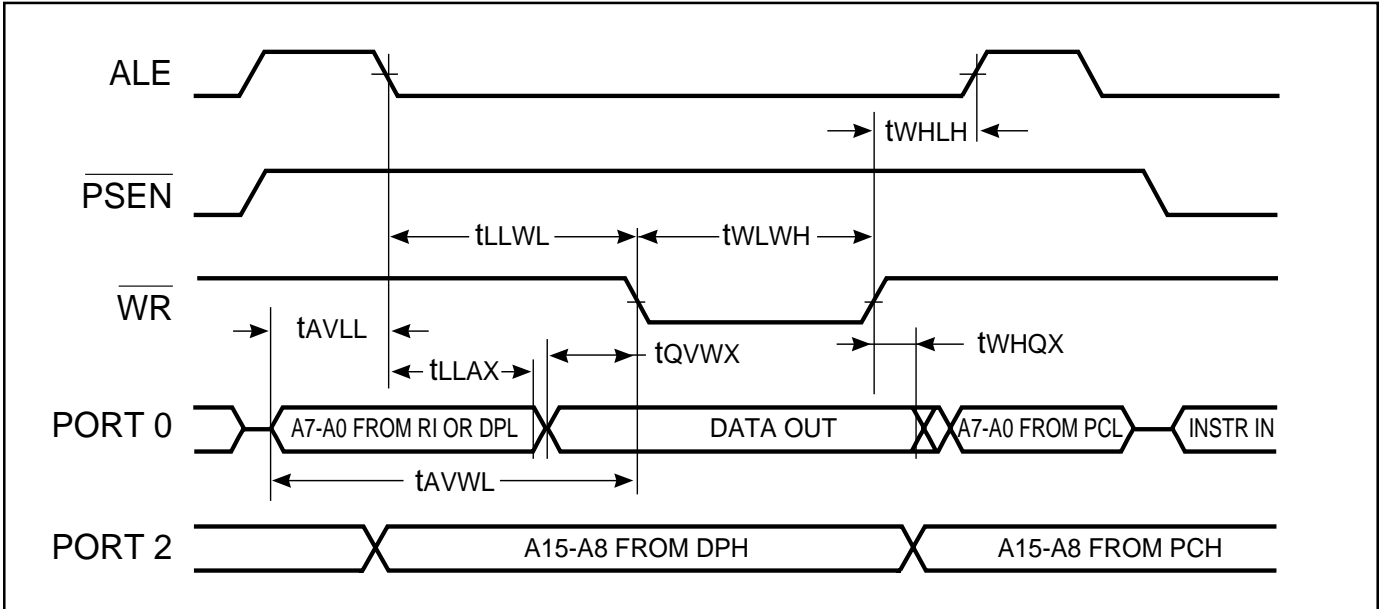 ALE
tWHLH
PSEN
tLLWL
tWLWH
WR
tAVLL
tQVWX
tWHQX
tLLAX
PORT 0
A7-A0 FROM RI OR DPL
DATA OUT
A7-A0 FROM PCL
INSTR IN
tAVWL
PORT 2
A15-A8 FROM DPH
A15-A8 FROM PCH